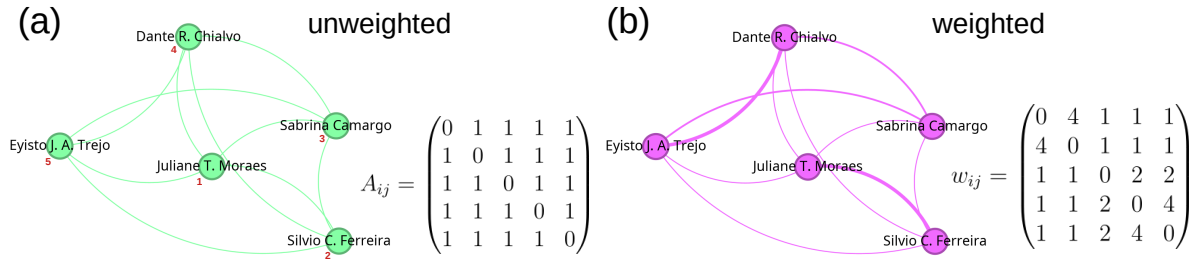 (a) unweighted
Dante R. Chialvo
4
Sabrina Camargo
3
Eyisto J. A. Trejo
5
Juliane T. Moraes
1
Silvio C. Ferreira
2
A_{ij} =
0 1 1 1 1
1 0 1 1 1
1 1 0 1 1
1 1 1 0 1
1 1 1 1 0
(b) weighted
Dante R. Chialvo
Sabrina Camargo
Eyisto J. A. Trejo
Juliane T. Moraes
Silvio C. Ferreira
w_{ij} =
0 4 1 1 1
4 0 1 1 1
1 1 0 2 2
1 1 2 0 4
1 1 2 4 0